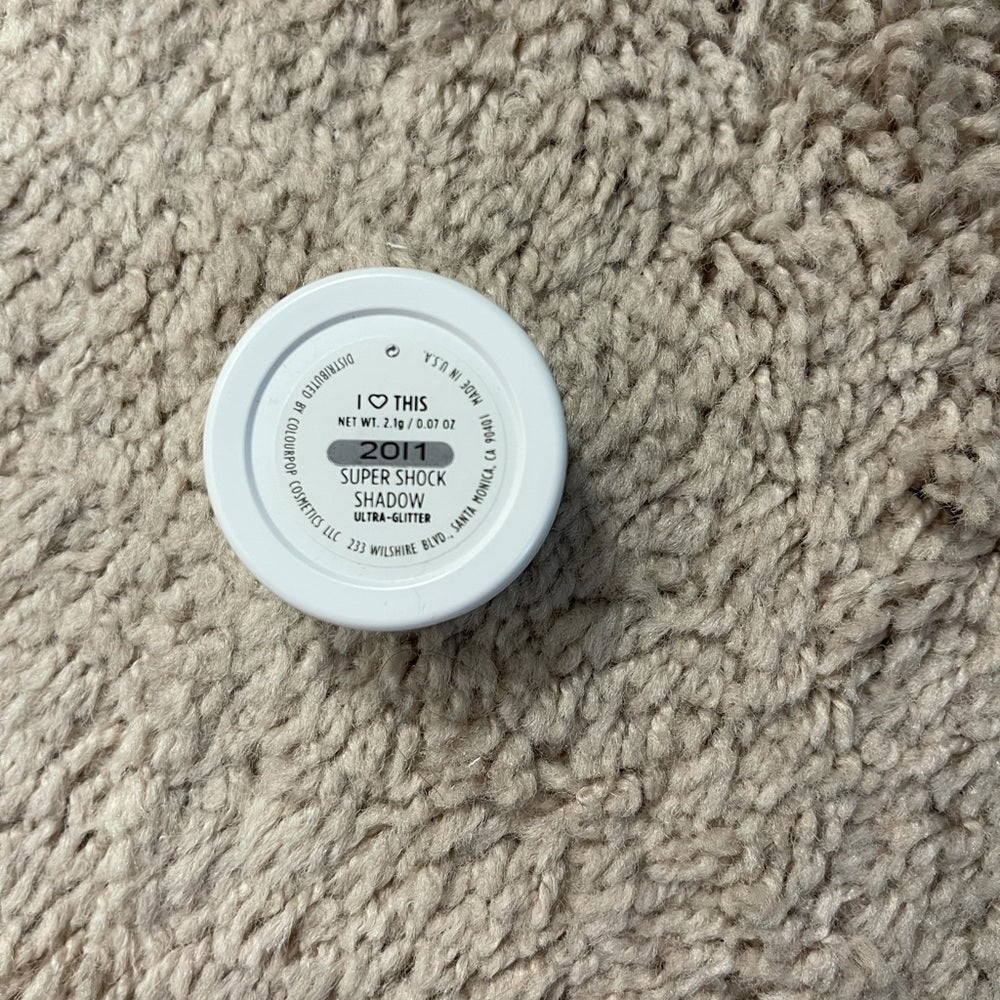 I ♡ THIS
NET WT. 2.1g / 0.07 OZ
2011
SUPER SHOCK
SHADOW
ULTRA-GLITTER
DISTRIBUTED BY COLOURPOP COSMETICS LLC 233 WILSHIRE BLVD., SANTA MONICA, CA 90401 MADE IN U.S.A.